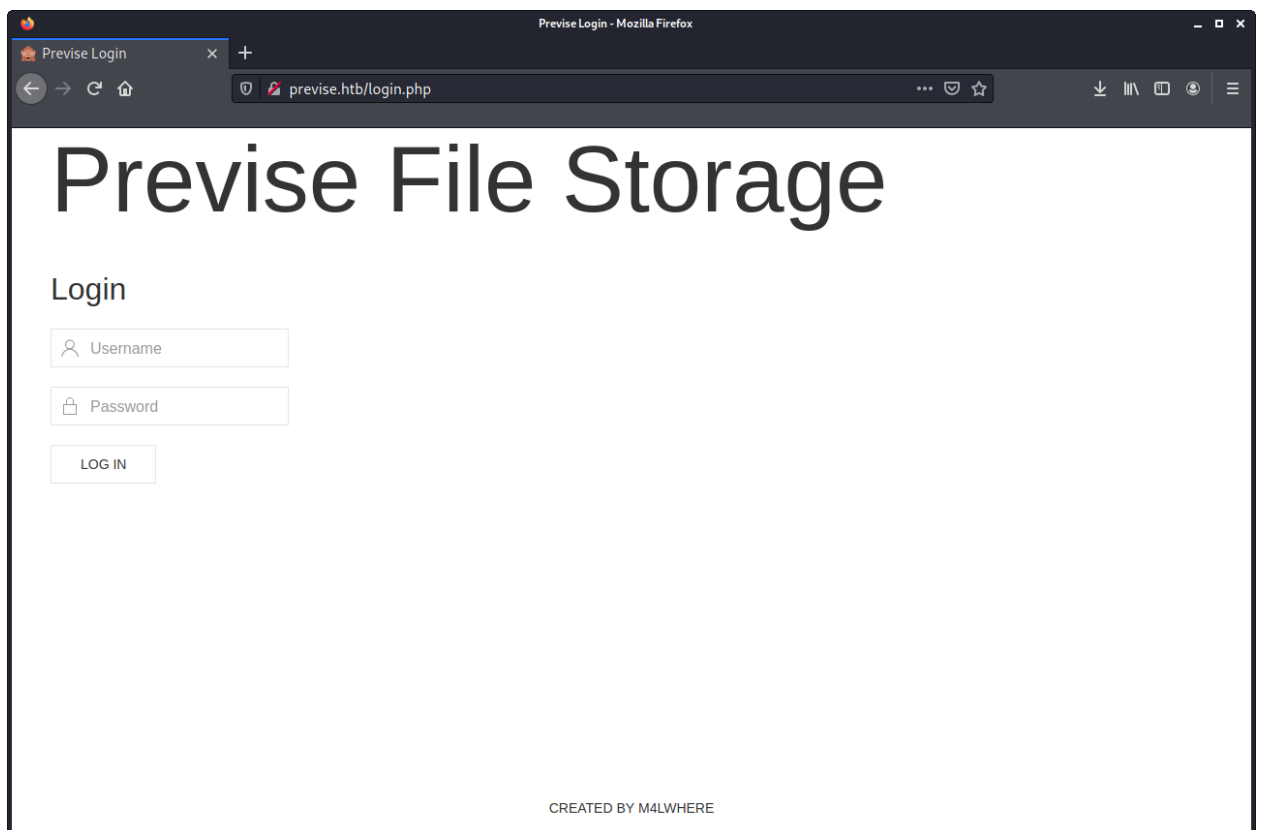 Previse Login - Mozilla Firefox
Previse Login
previse.htb/login.php
Previse File Storage
Login
Username
Password
LOG IN
CREATED BY M4LWHERE